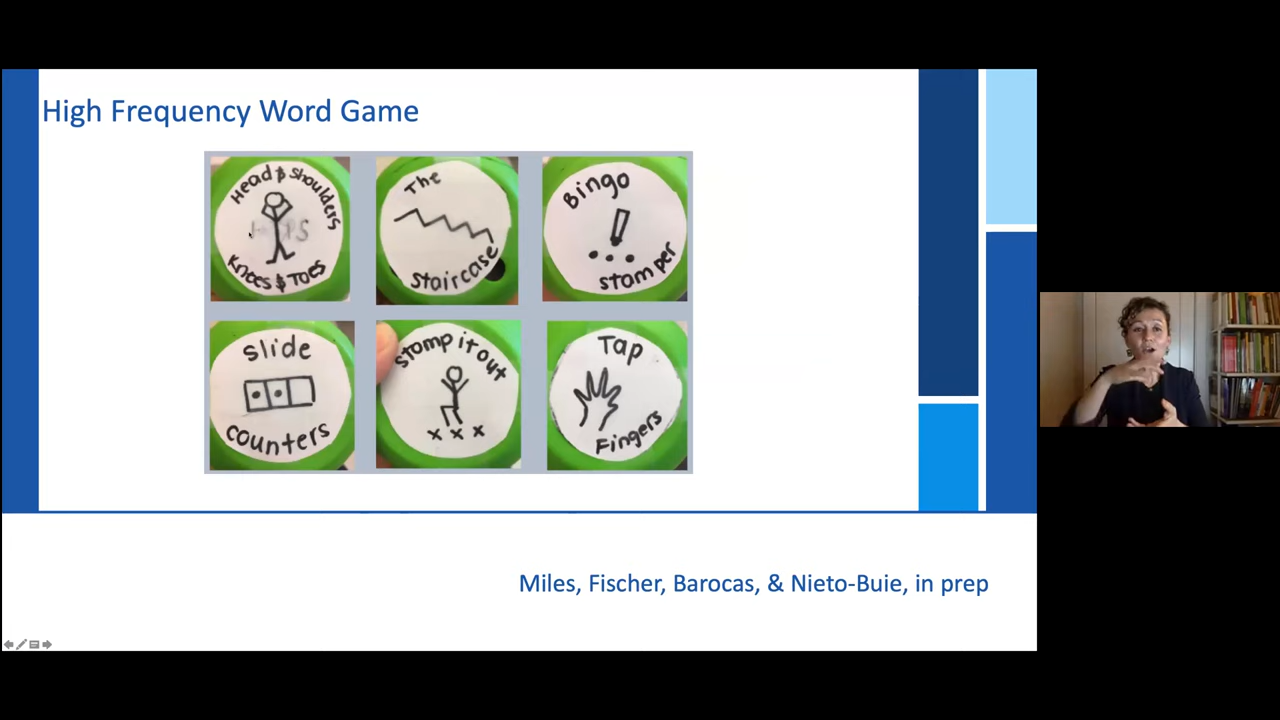 High Frequency Word Game
Head & Shoulders
Knees & Toes
The
staircase
Bingo
stamper
slide
counters
stomp it out
Tap
Fingers
Miles, Fischer, Barocas, & Nieto-Buie, in prep